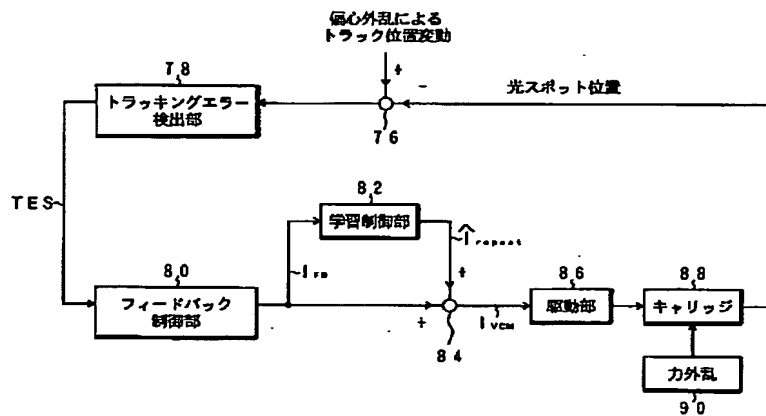 偏心外乱による
トラック位置変動
78
トラッキングエラー
検出部
+
-
光スポット位置
76
TES
82
学習制御部
Îrepeat
IFB
80
フィードバック
制御部
+
+
84
IVCM
86
駆動部
88
キャリッジ
力外乱
90